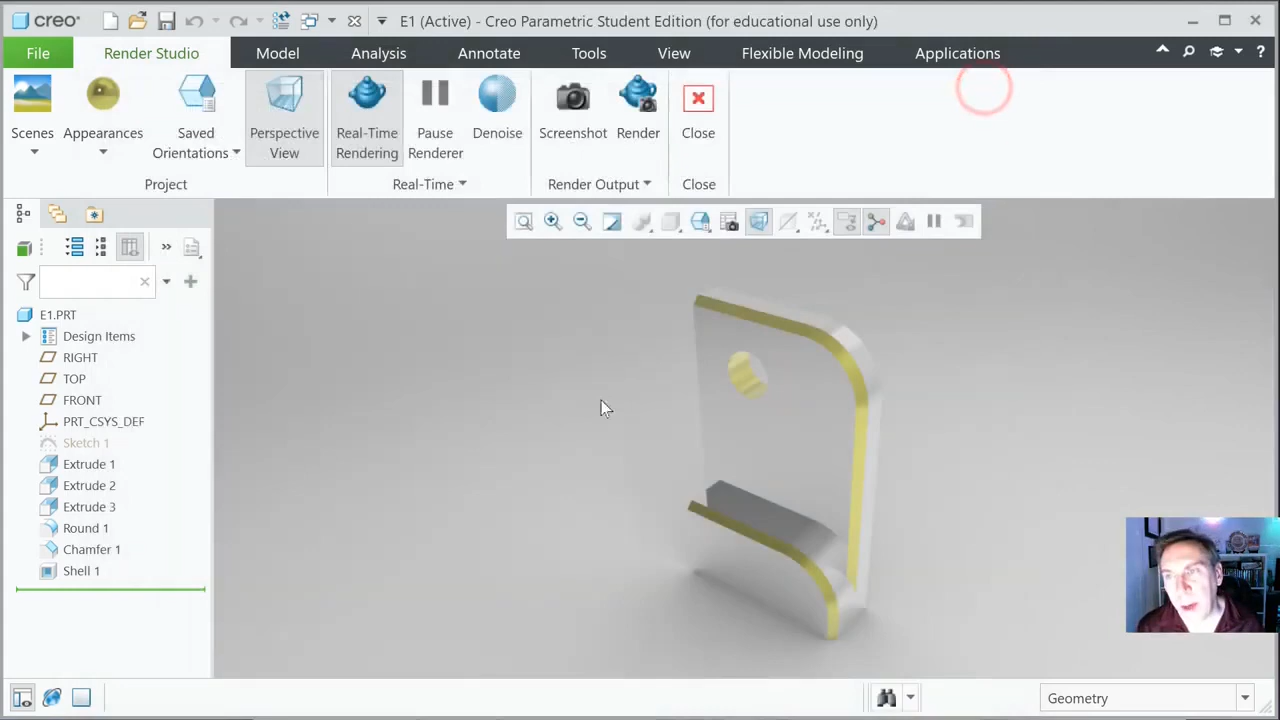 creo
E1 (Active) - Creo Parametric Student Edition (for educational use only)
File
Render Studio
Model
Analysis
Annotate
Tools
View
Flexible Modeling
Applications
Scenes
Appearances
Saved
Orientations
Perspective
View
Real-Time
Rendering
Pause
Renderer
Denoise
Screenshot
Render
Close
Project
Real-Time
Render Output
Close
E1.PRT
Design Items
RIGHT
TOP
FRONT
PRT_CSYS_DEF
Sketch 1
Extrude 1
Extrude 2
Extrude 3
Round 1
Chamfer 1
Shell 1
Geometry